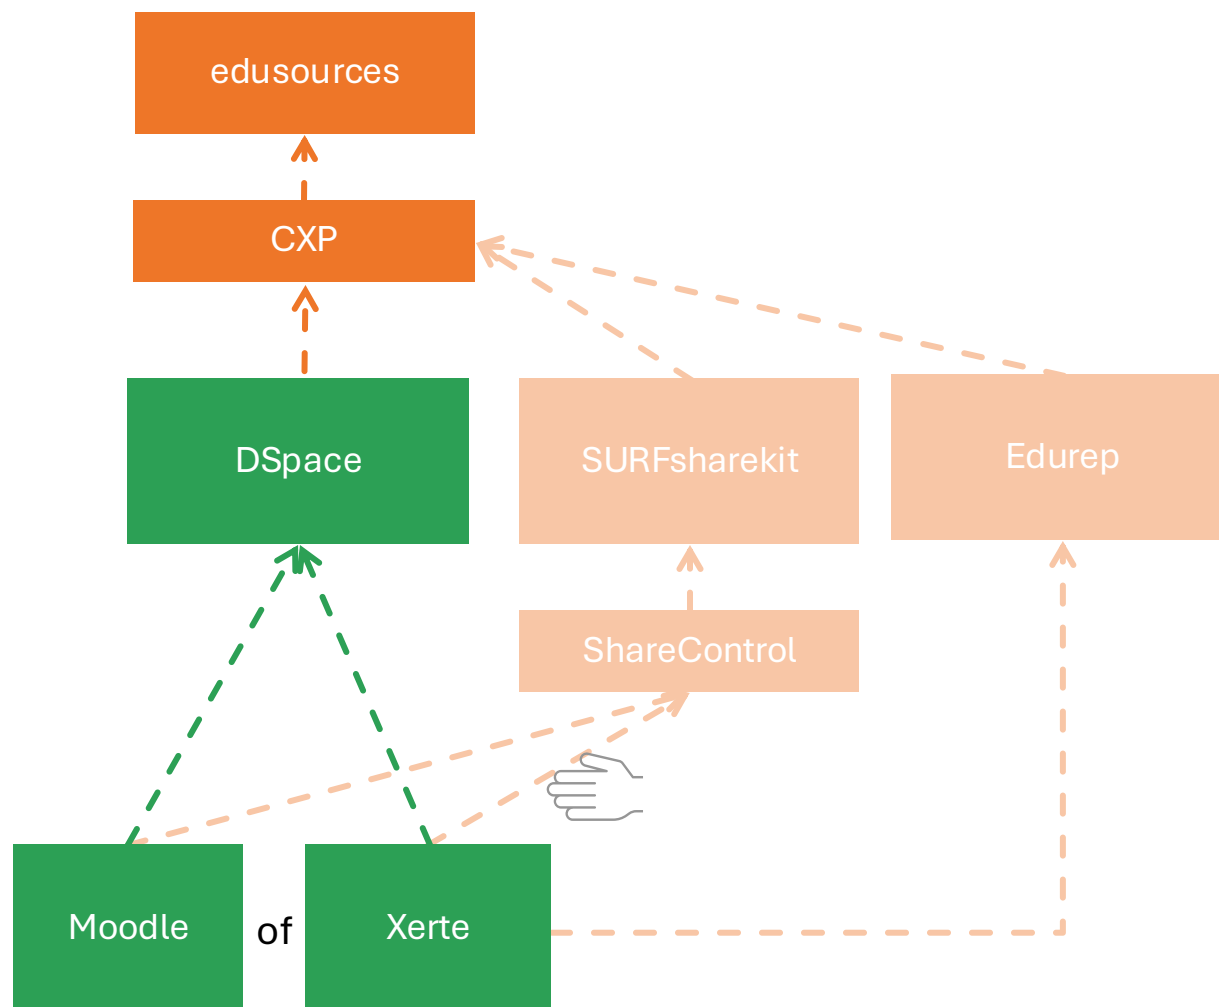 edusources
CXP
DSpace
SURFsharekit
Edurep
ShareControl
Moodle
of
Xerte